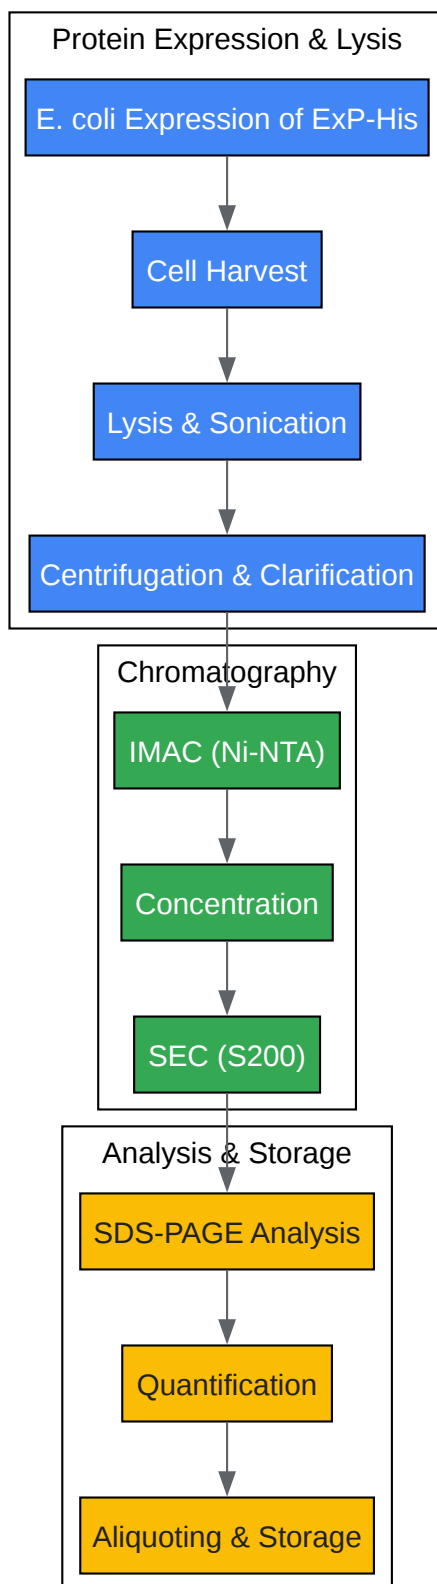 Protein Expression & Lysis
E. coli Expression of ExP-His
Cell Harvest
Lysis & Sonication
Centrifugation & Clarification
Chromatography
IMAC (Ni-NTA)
Concentration
SEC (S200)
Analysis & Storage
SDS-PAGE Analysis
Quantification
Aliquoting & Storage